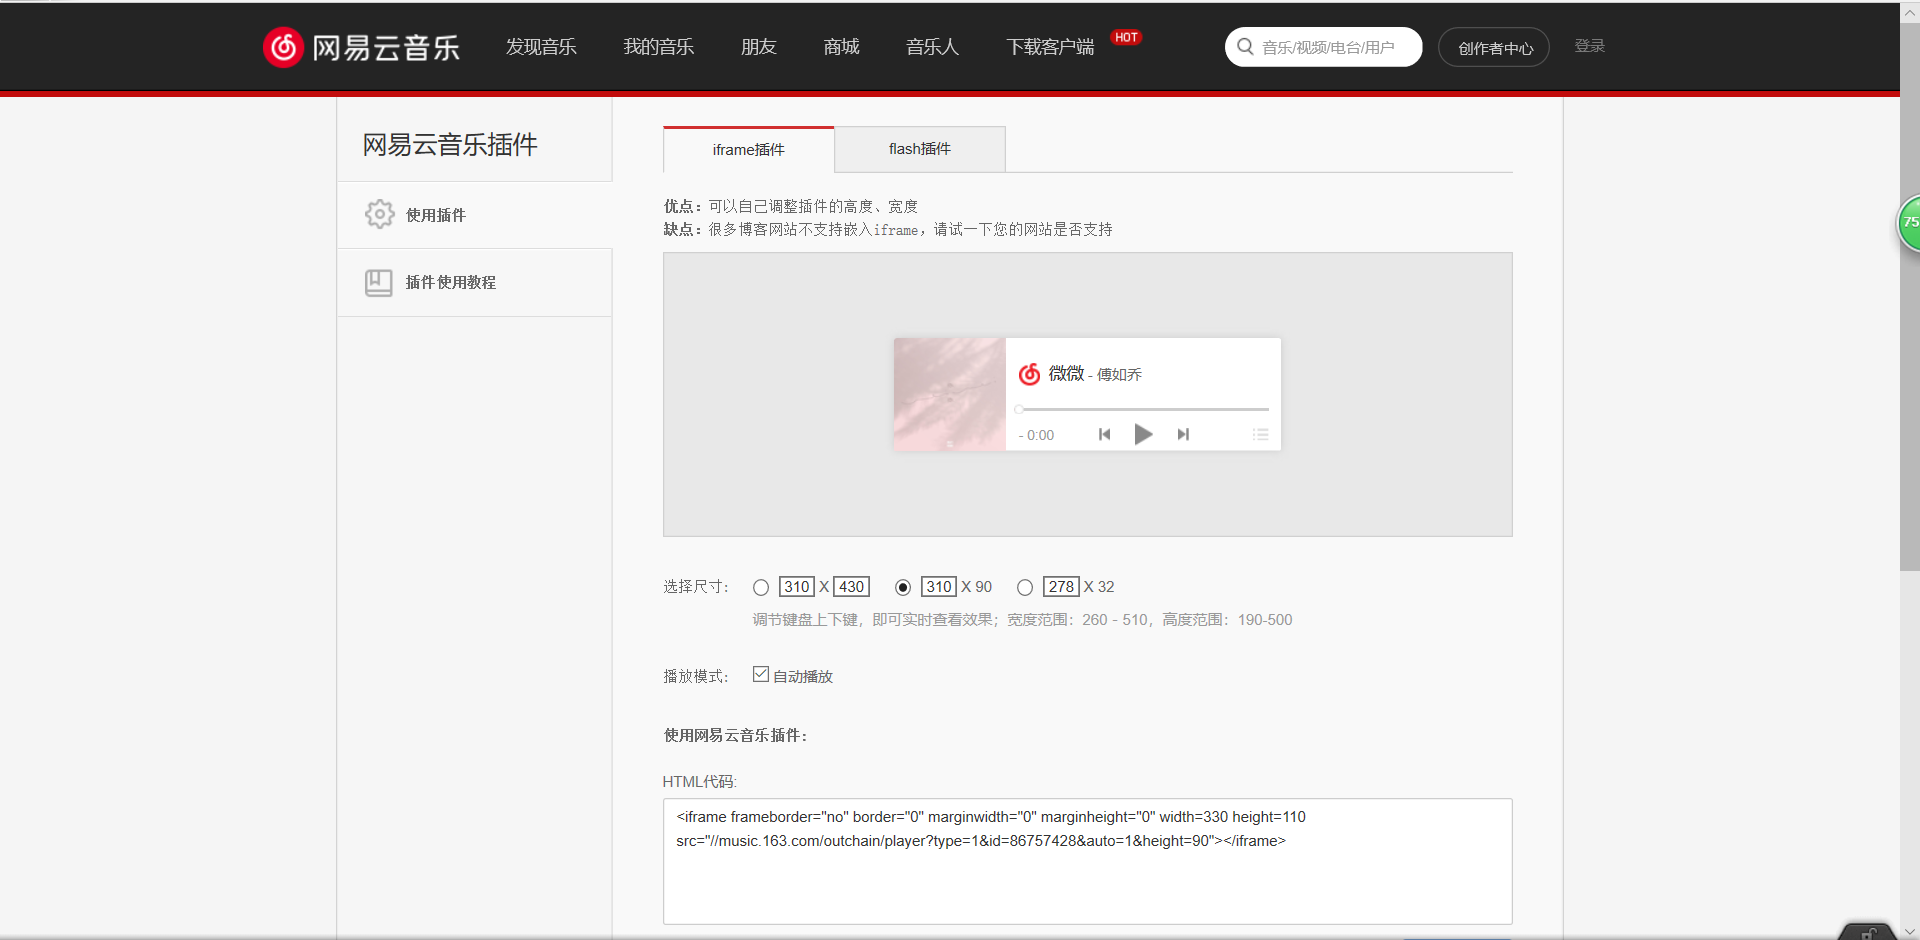 网易云音乐 发现音乐 我的音乐 朋友 商城 音乐人 下载客户端 HOT 音乐/视频/电台/用户 创作者中心 登录
网易云音乐插件
使用插件
插件使用教程
iframe插件 flash插件
优点：可以自己调整插件的高度、宽度
缺点：很多博客网站不支持嵌入iframe，请试一下您的网站是否支持
75
微微 - 傅如乔
- 0:00
选择尺寸： 310 X 430 310 X 90 278 X 32
调节键盘上下键，即可实时查看效果；宽度范围：260 - 510，高度范围：190-500
播放模式： 自动播放
使用网易云音乐插件：
HTML代码:
<iframe frameborder="no" border="0" marginwidth="0" marginheight="0" width=330 height=110
src="//music.163.com/outchain/player?type=1&id=86757428&auto=1&height=90"></iframe>